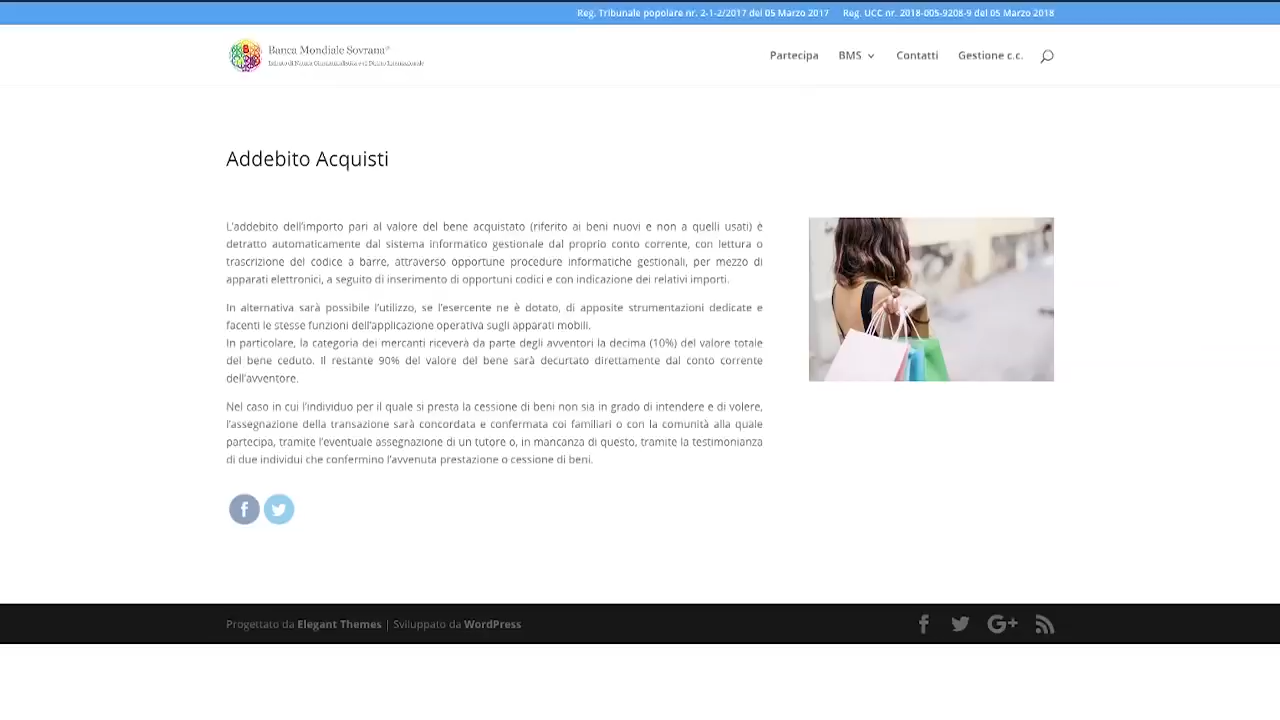 Reg. Tribunale popolare nr. 2-1-2/2017 del 05 Marzo 2017 Reg. UCC nr. 2018-005-9208-9 del 05 Marzo 2018
Banca Mondiale Sovrana®
Partecipa BMS Contatti Gestione c.c.
Addebito Acquisti
L'addebito dell'importo pari al valore del bene acquistato (riferito ai beni nuovi e non a quelli usati) è
detratto automaticamente dal sistema informatico gestionale dal proprio conto corrente, con lettura o
trascrizione del codice a barre, attraverso opportune procedure informatiche gestionali, per mezzo di
apparati elettronici, a seguito di inserimento di opportuni codici e con indicazione dei relativi importi.
In alternativa sarà possibile l'utilizzo, se l'esercente ne è dotato, di apposite strumentazioni dedicate e
facenti le stesse funzioni dell'applicazione operativa sugli apparati mobili.
In particolare, la categoria dei mercanti riceverà da parte degli avventori la decima (10%) del valore totale
del bene ceduto. Il restante 90% del valore del bene sarà decurtato direttamente dal conto corrente
dell'avventore.
Nel caso in cui l'individuo per il quale si presta la cessione di beni non sia in grado di intendere e di volere,
l'assegnazione della transazione sarà concordata e confermata coi familiari o con la comunità alla quale
partecipa, tramite l'eventuale assegnazione di un tutore o, in mancanza di questo, tramite la testimonianza
di due individui che confermino l'avvenuta prestazione o cessione di beni.
Progettato da Elegant Themes | Sviluppato da WordPress